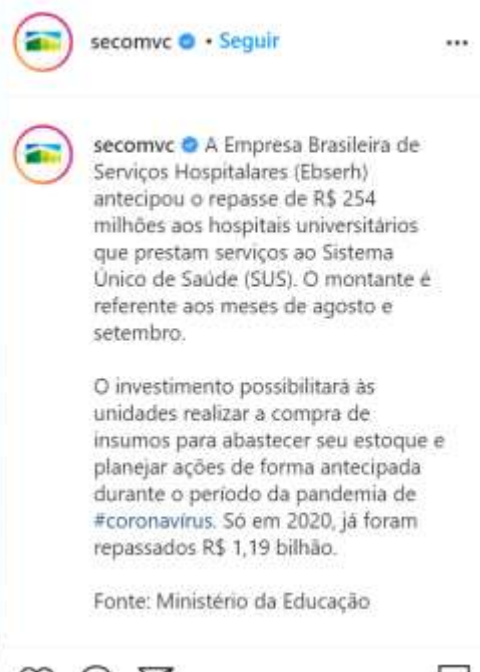 secomvc • Seguir
secomvc A Empresa Brasileira de
Serviços Hospitalares (Ebserh)
antecipou o repasse de R$ 254
milhões aos hospitais universitários
que prestam serviços ao Sistema
Único de Saúde (SUS). O montante é
referente aos meses de agosto e
setembro.
O investimento possibilitará às
unidades realizar a compra de
insumos para abastecer seu estoque e
planejar ações de forma antecipada
durante o período da pandemia de
#coronavírus. Só em 2020, já foram
repassados R$ 1,19 bilhão.
Fonte: Ministério da Educação